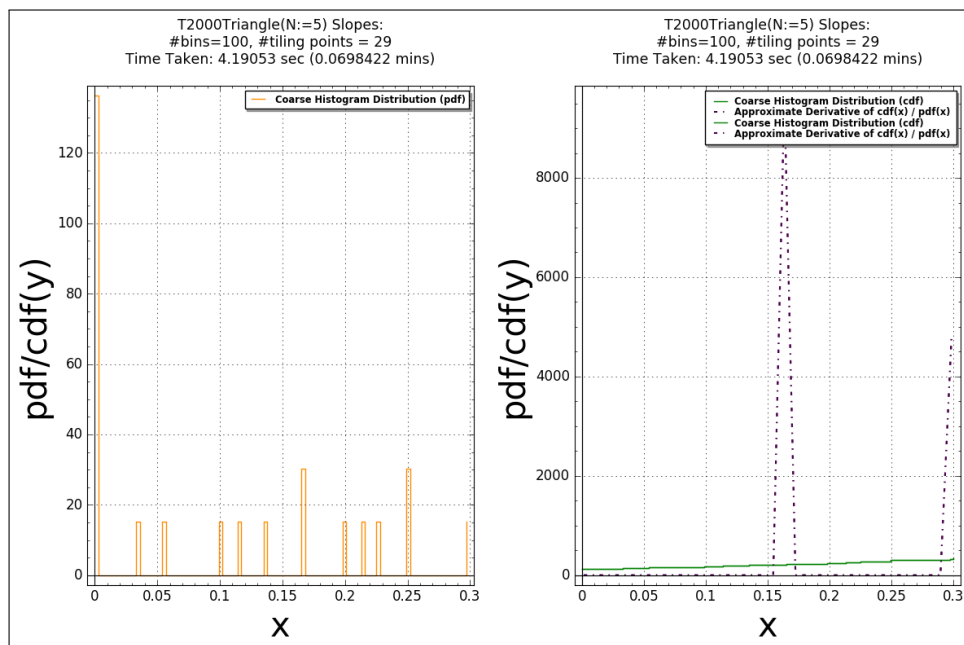 T2000Triangle(N:=5) Slopes:
#bins=100, #tiling points = 29
Time Taken: 4.19053 sec (0.0698422 mins)
Coarse Histogram Distribution (pdf)
pdf/cdf(y)
120
100
80
60
40
20
0
0
0.05
0.1
0.15
0.2
0.25
0.3
x
T2000Triangle(N:=5) Slopes:
#bins=100, #tiling points = 29
Time Taken: 4.19053 sec (0.0698422 mins)
Coarse Histogram Distribution (cdf)
Approximate Derivative of cdf(x) / pdf(x)
Coarse Histogram Distribution (cdf)
Approximate Derivative of cdf(x) / pdf(x)
pdf/cdf(y)
8000
6000
4000
2000
0
0
0.05
0.1
0.15
0.2
0.25
0.3
x